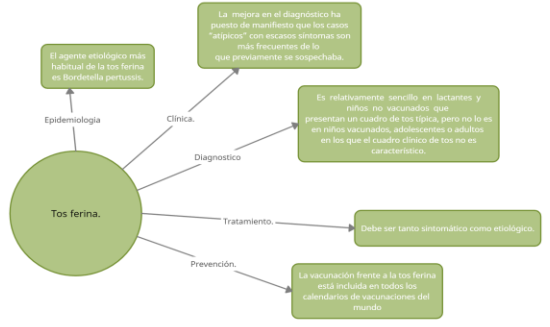 La mejora en el diagnóstico ha
puesto de manifiesto que los casos
"atípicos" con escasos síntomas son
más frecuentes de lo
que previamente se sospechaba.
El agente etiológico más
habitual de la tos ferina
es Bordetella pertussis.
Epidemiologia
Clínica.
Es relativamente sencillo en lactantes y
niños no vacunados que
presentan un cuadro de tos típica, pero no lo es
en niños vacunados, adolescentes o adultos
en los que el cuadro clínico de tos no es
característico.
Diagnostico
Tos ferina.
Tratamiento.
Debe ser tanto sintomático como etiológico.
Prevención.
La vacunación frente a la tos ferina
está incluida en todos los
calendarios de vacunaciones del
mundo